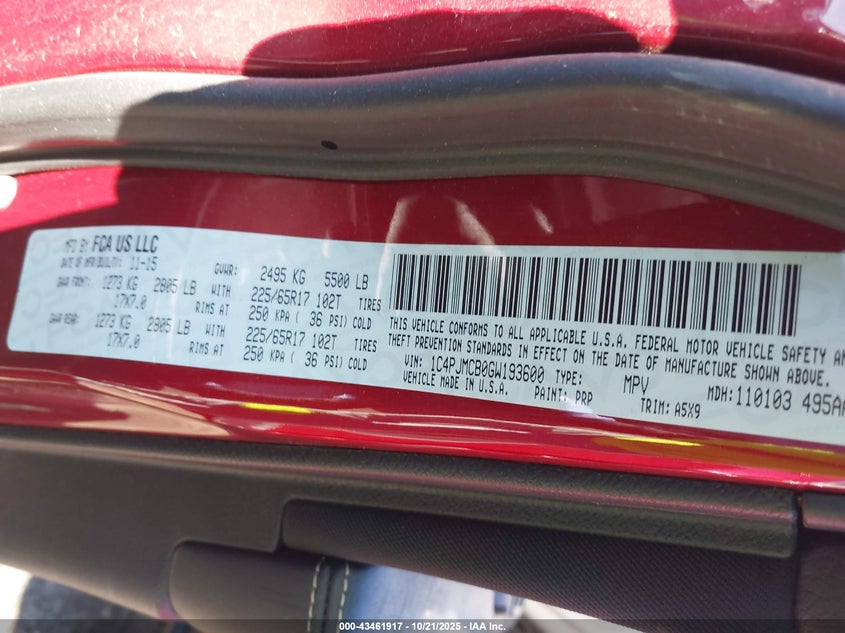 MFD BY: FCA US LLC
DATE OF MFR(BUILT): 11-15 GVWR: 2495 KG 5500 LB
GAWR FRONT: 1273 KG 2805 LB WITH 225/65R17 102T TIRES
17X7.0 RIMS AT 250 KPA ( 36 PSI) COLD
GAWR REAR: 1273 KG 2805 LB WITH 225/65R17 102T TIRES
17X7.0 RIMS AT 250 KPA ( 36 PSI) COLD
THIS VEHICLE CONFORMS TO ALL APPLICABLE U.S.A. FEDERAL MOTOR VEHICLE SAFETY AN
THEFT PREVENTION STANDARDS IN EFFECT ON THE DATE OF MANUFACTURE SHOWN ABOVE.
VIN: 1C4PJMCB0GW193600 TYPE: MPV MDH:110103 495AA
VEHICLE MADE IN U.S.A. PAINT: PRP TRIM: A5X9
000-43461917 - 10/21/2025 - IAA Inc.